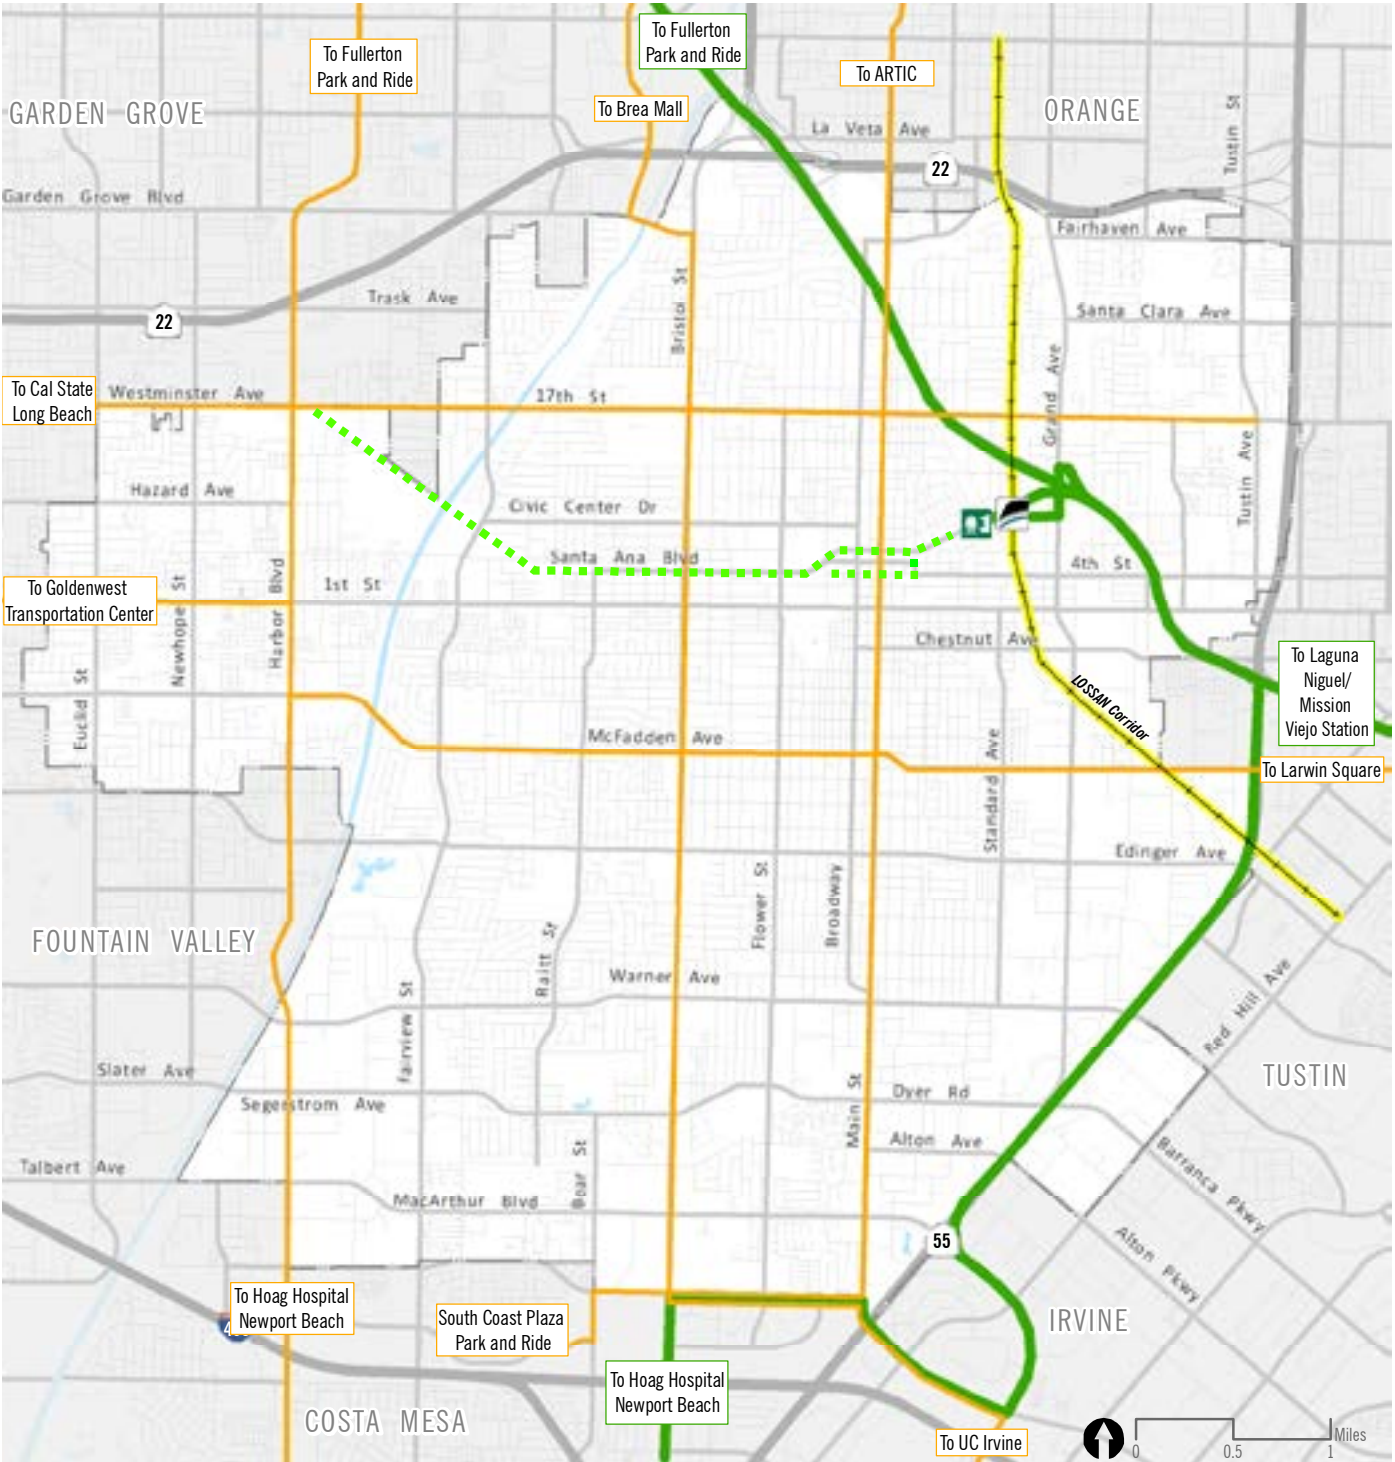 To Fullerton
Park and Ride
To Fullerton
Park and Ride
To ARTIC
To Brea Mall
GARDEN GROVE
ORANGE
La Veta Ave
Tustin St
22
Garden Grove Blvd
Fairhaven Ave
Trask Ave
Bristol St
Santa Clara Ave
22
Grand Ave
To Cal State
Long Beach
Westminster Ave
17th St
Tustin Ave
Hazard Ave
Civic Center Dr
Santa Ana Blvd
4th St
To Goldenwest
Transportation Center
Newhope St
Harbor Blvd
1st St
Chestnut Ave
Euclid St
LOSSAN Corridor
To Laguna
Niguel/
Mission
Viejo Station
McFadden Ave
Standard Ave
To Larwin Square
Edinger Ave
Flower St
Broadway
FOUNTAIN VALLEY
Raitt St
Warner Ave
Fairview St
Red Hill Ave
Slater Ave
TUSTIN
Segerstrom Ave
Main St
Dyer Rd
Alton Ave
Talbert Ave
Barranca Pkwy
MacArthur Blvd
Bear St
55
Alton Pkwy
To Hoag Hospital
Newport Beach
South Coast Plaza
Park and Ride
IRVINE
To Hoag Hospital
Newport Beach
COSTA MESA
To UC Irvine
Miles
0 0.5 1